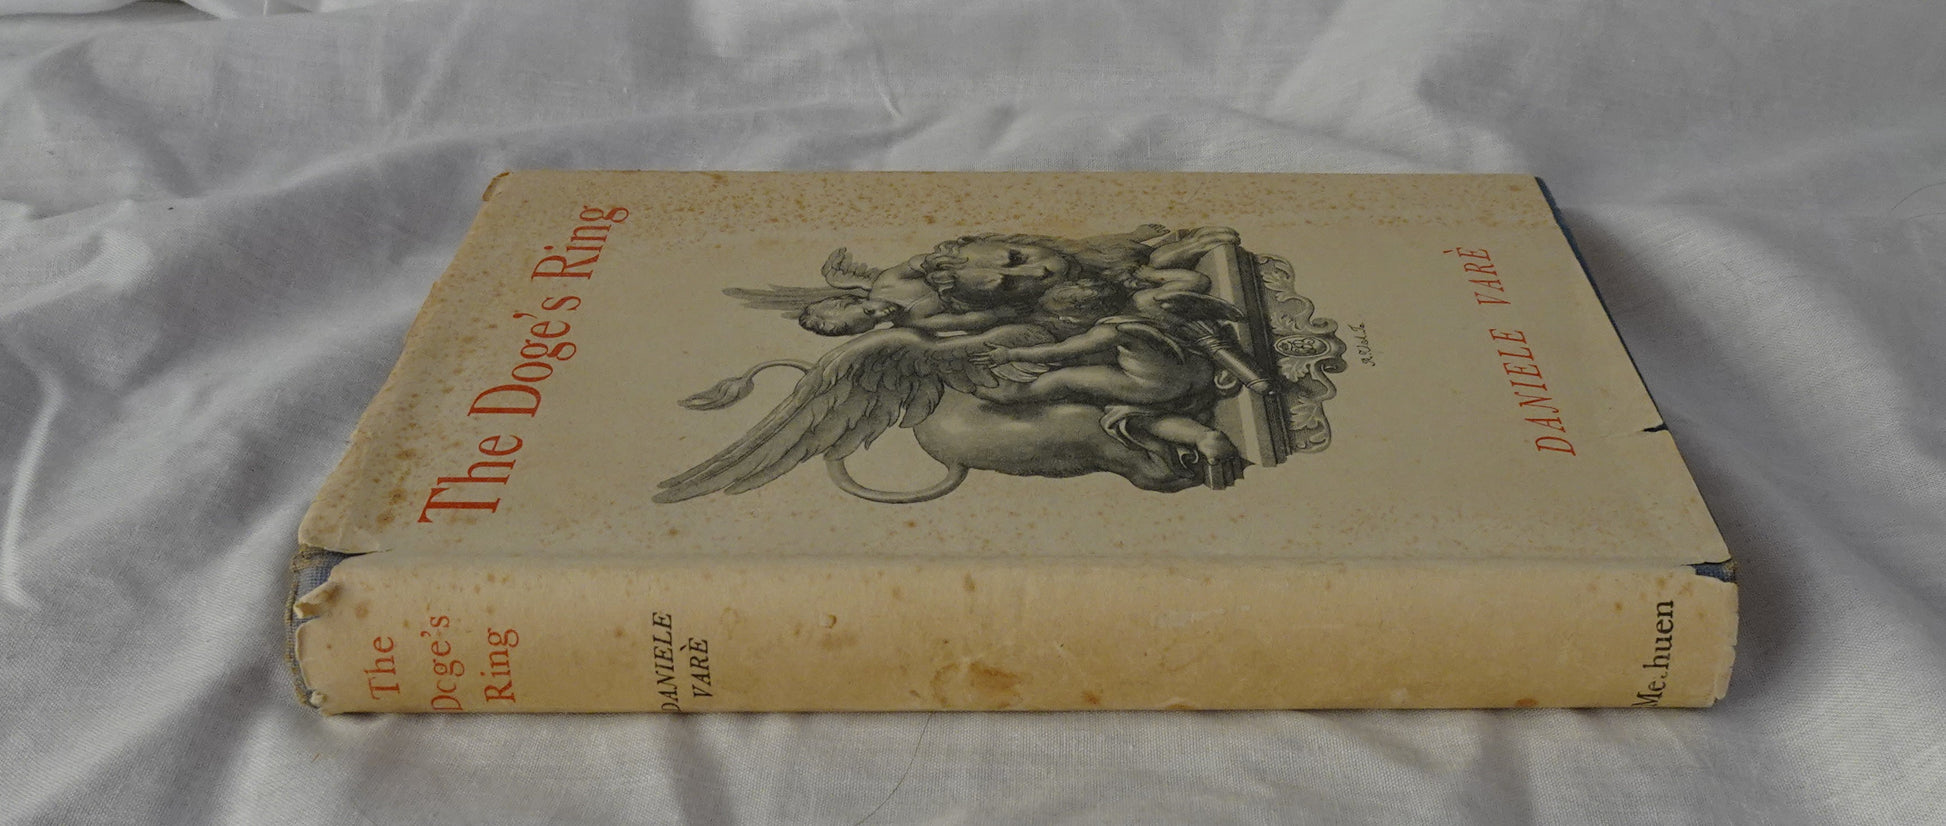 The Doge's Ring
DANIELE VARÈ
The
Doge's
Ring
DANIELE
VARÈ
Methuen